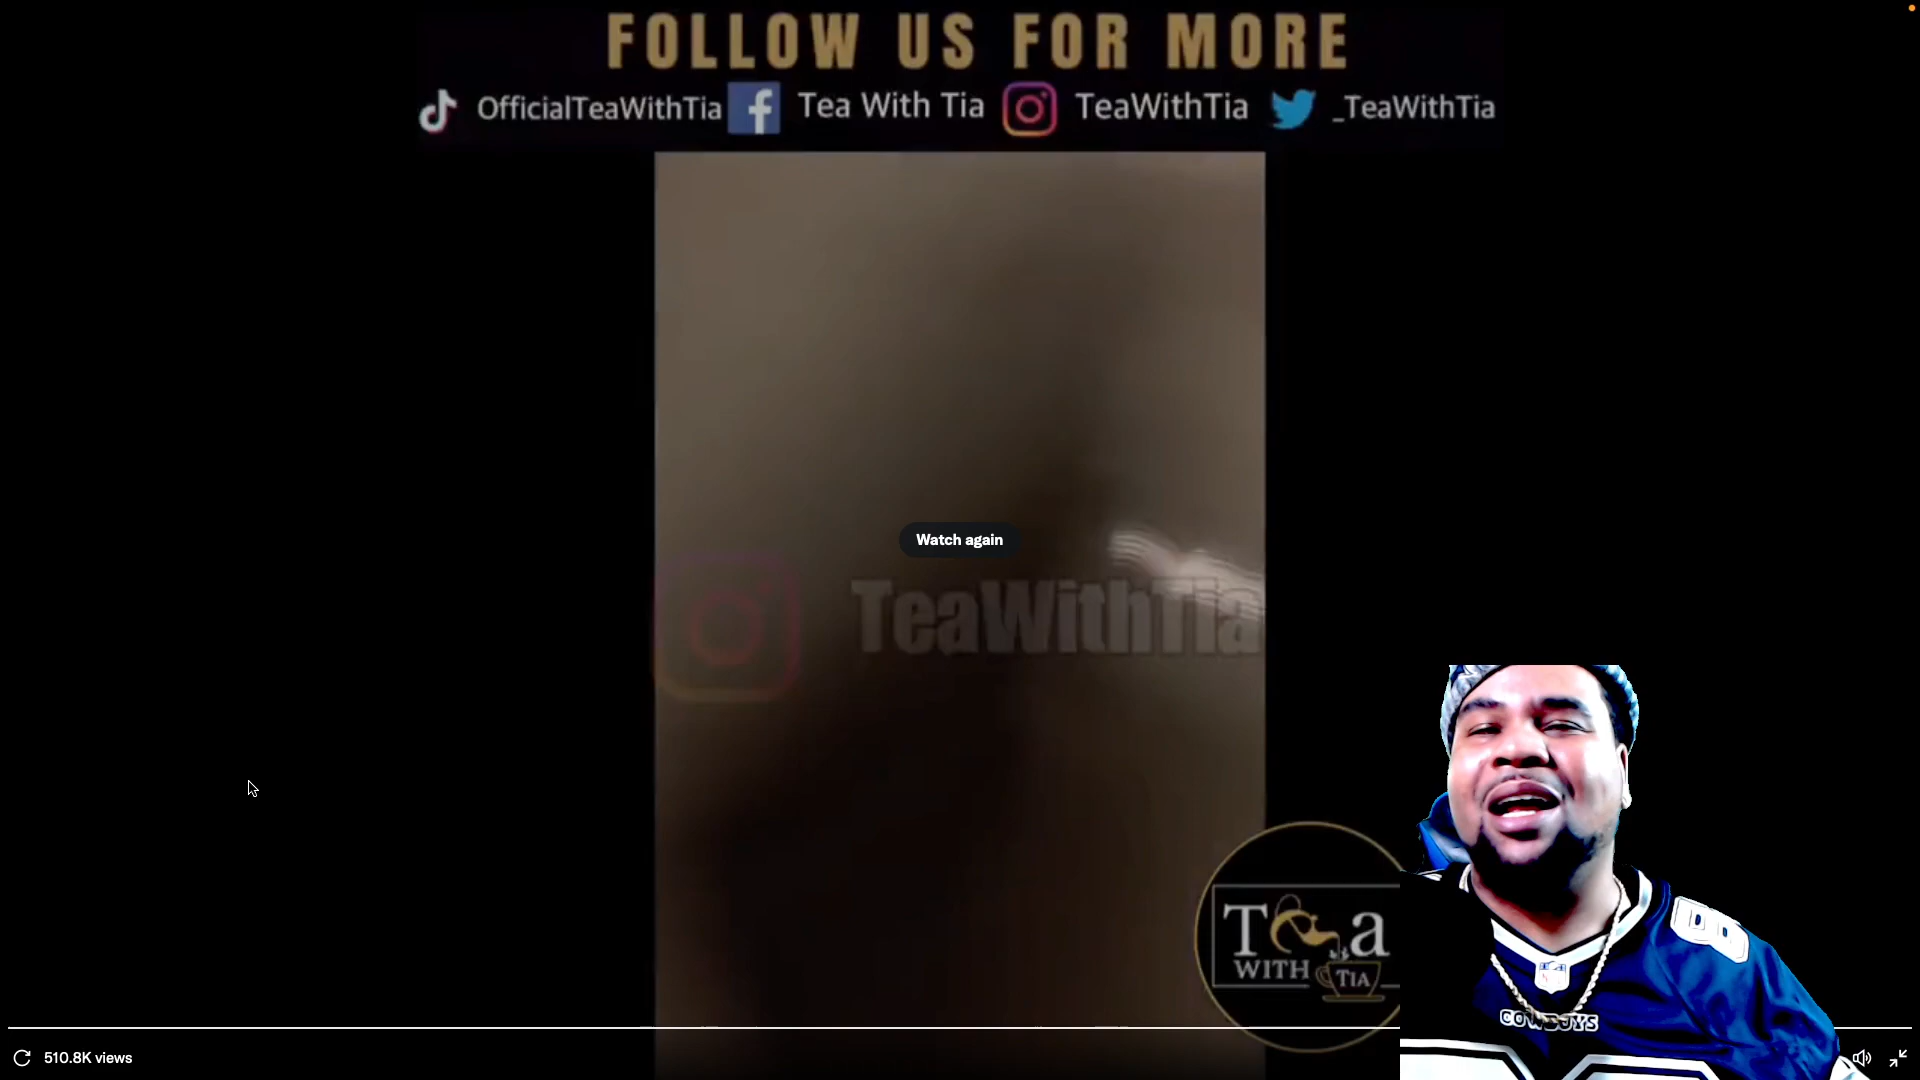 FOLLOW US FOR MORE
OfficialTeaWithTia Tea With Tia TeaWithTia _TeaWithTia
Watch again
TeaWithTia
Tea
WITH TIA
COWBOYS
510.8K views